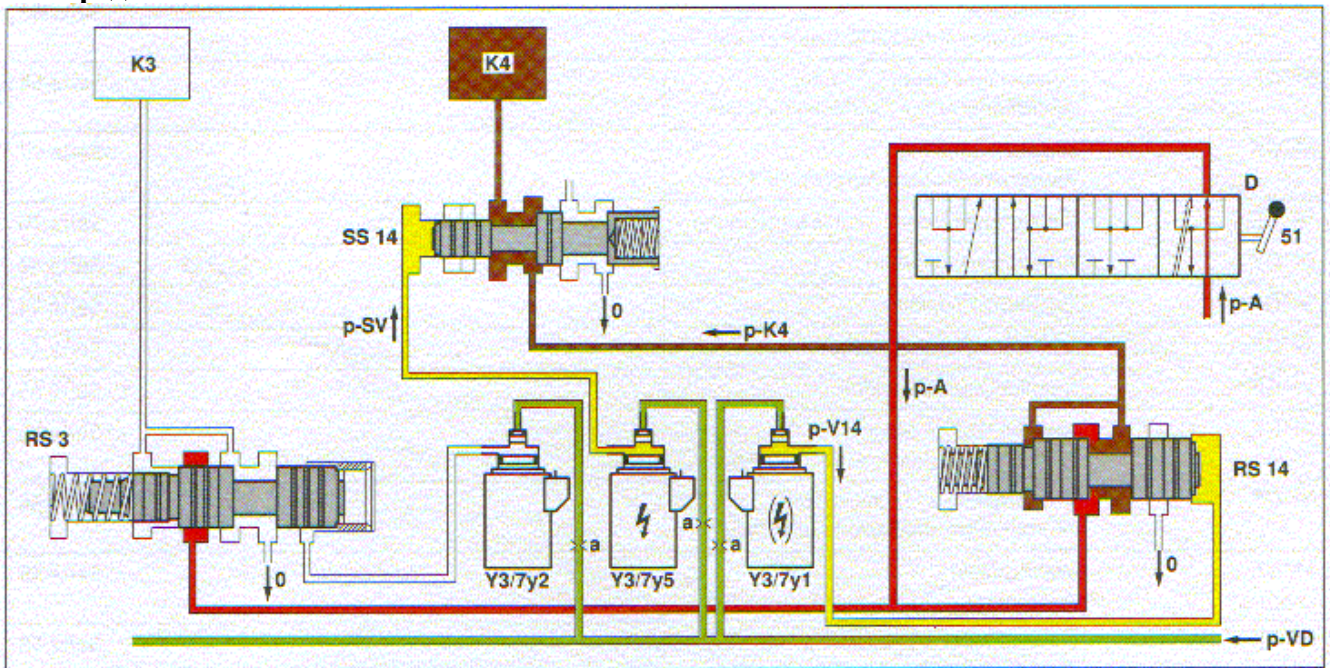 K3
K4
D
SS 14
51
0
p-A
p-SV
p-K4
p-A
RS 3
p-V14
RS 14
a
a
a
0
Y3/7y2
Y3/7y5
Y3/7y1
0
p-VD